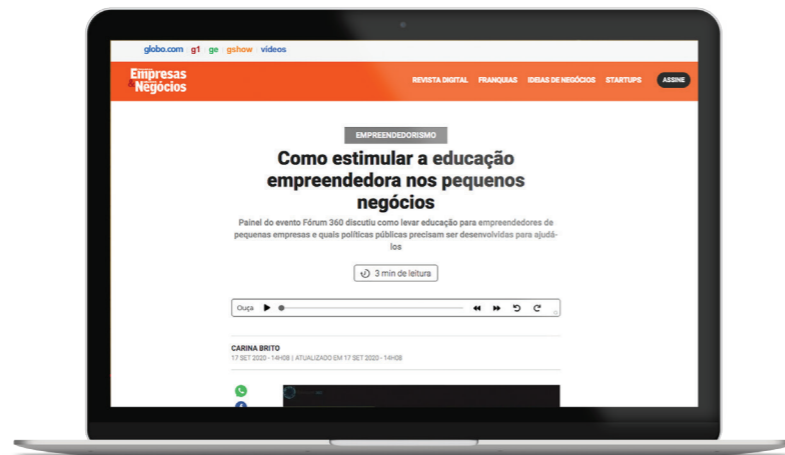 globo.com g1 ge gshow vídeos
Empresas
Negócios
REVISTA DIGITAL FRANQUIAS IDEIAS DE NEGÓCIOS STARTUPS ASSINE
EMPREENDEDORISMO
Como estimular a educação
empreendedora nos pequenos
negócios
Painel do evento Fórum 360 discutiu como levar educação para empreendedores de
pequenas empresas e quais políticas públicas precisam ser desenvolvidas para ajudá-
los
3 min de leitura
Ouça
CARINA BRITO
17 SET 2020 - 14H08 | ATUALIZADO EM 17 SET 2020 - 14H08